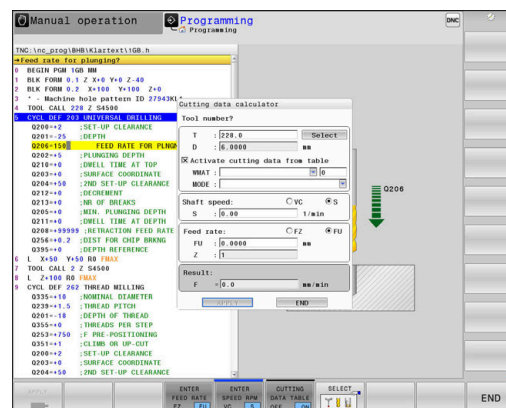 Manual operation
Programming
Programming
DNC
TNC:\nc_prog\BHB\Klartext\1GB.h
→Feed rate for plunging?
0 BEGIN PGM 1GB MM
1 BLK FORM 0.1 Z X+0 Y+0 Z-40
2 BLK FORM 0.2 X+100 Y+100 Z+0
3 * - Machine hole pattern ID 27943KL
4 TOOL CALL 228 Z S4500
5 CYCL DEF 203 UNIVERSAL DRILLING
Q200=+2 ;SET-UP CLEARANCE
Q201=-25 ;DEPTH
Q206=150 FEED RATE FOR PLNGN
Q202=+5 ;PLUNGING DEPTH
Q210=+0 ;DWELL TIME AT TOP
Q203=+0 ;SURFACE COORDINATE
Q204=+50 ;2ND SET-UP CLEARANCE
Q212=+0 ;DECREMENT
Q213=+0 ;NR OF BREAKS
Q205=+0 ;MIN. PLUNGING DEPTH
Q211=+0 ;DWELL TIME AT DEPTH
Q208=+99999 ;RETRACTION FEED RATE
Q256=+0.2 ;DIST FOR CHIP BRKNG
Q395=+0 ;DEPTH REFERENCE
6 L X+50 Y+50 R0 FMAX
7 TOOL CALL 2 Z S4500
8 L Z+100 R0 FMAX
9 CYCL DEF 262 THREAD MILLING
Q335=+10 ;NOMINAL DIAMETER
Q239=+1.5 ;THREAD PITCH
Q201=-18 ;DEPTH OF THREAD
Q355=+0 ;THREADS PER STEP
Q253=+750 ;F PRE-POSITIONING
Q351=+1 ;CLIMB OR UP-CUT
Q200=+2 ;SET-UP CLEARANCE
Q203=+0 ;SURFACE COORDINATE
Q204=+50 ;2ND SET-UP CLEARANCE
Cutting data calculator
Tool number?
T : 228.0 Select
D : 6.0000 mm
Activate cutting data from table
WMAT : 0
MODE :
Shaft speed: VC S
S : 0.00 1/min
Feed rate: FZ FU
FU : 0.0000 mm
Z : 1
Result:
F = 0.0 mm/min
APPLY END
Q206
APPLY
ENTER FEED RATE FZ FU
ENTER SPEED RPM VC S
CUTTING DATA TABLE OFF ON
SELECT
END